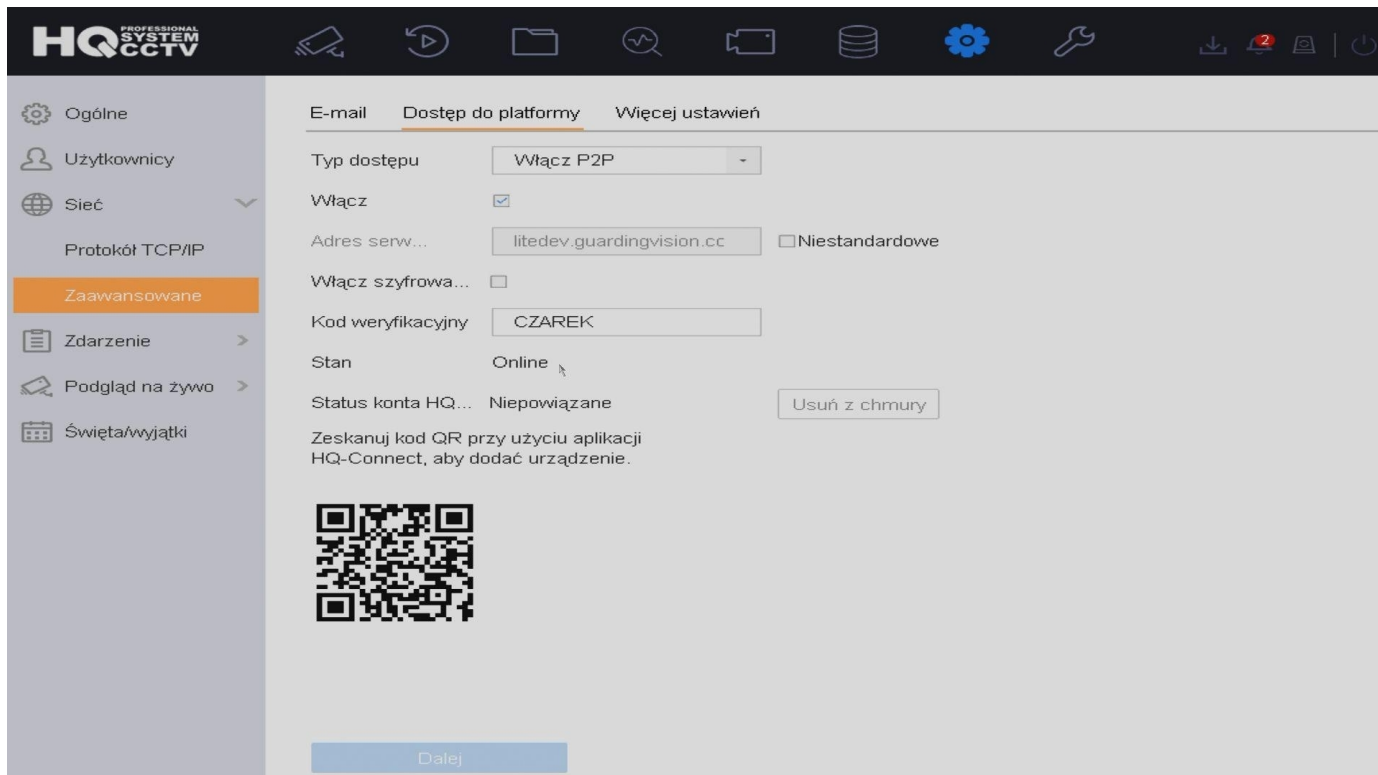 HQ PROFESSIONAL SYSTEM CCTV
2
Ogólne
Użytkownicy
Sieć
Protokół TCP/IP
Zaawansowane
Zdarzenie
Podgląd na żywo
Święta/wyjątki
E-mail Dostęp do platformy Więcej ustawień
Typ dostępu Włącz P2P
Włącz
Adres serw... litedev.guardingvision.cc Niestandardowe
Włącz szyfrowa...
Kod weryfikacyjny CZAREK
Stan Online
Status konta HQ... Niepowiązane Usuń z chmury
Zeskanuj kod QR przy użyciu aplikacji
HQ-Connect, aby dodać urządzenie.
Dalej